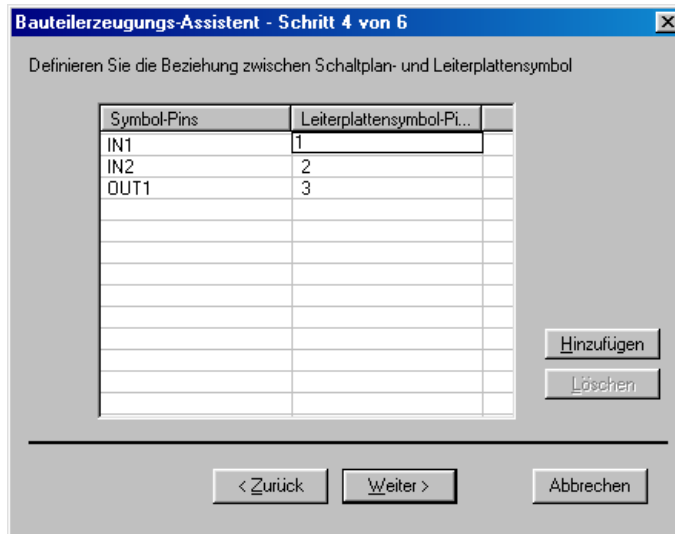 Bauteilerzeugungs-Assistent - Schritt 4 von 6
Definieren Sie die Beziehung zwischen Schaltplan- und Leiterplattensymbol
Symbol-Pins Leiterplattensymbol-Pi...
IN1 1
IN2 2
OUT1 3
Hinzufügen
Löschen
< Zurück Weiter > Abbrechen